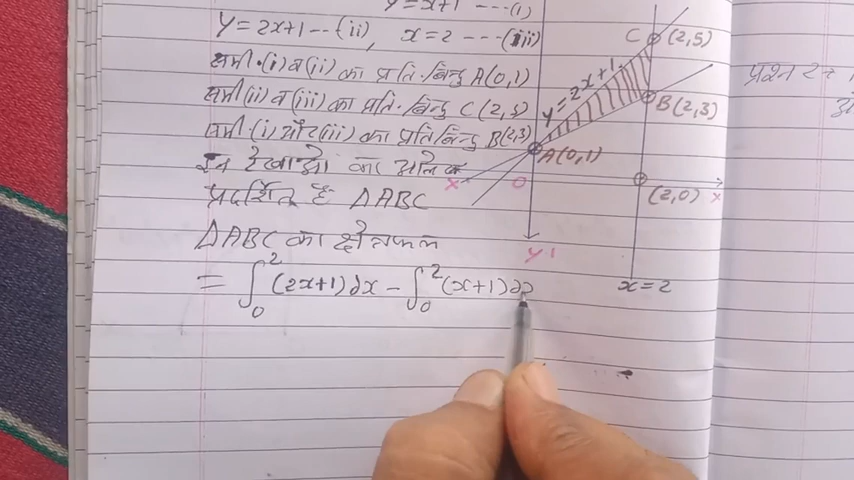 y=x+1 ---(i)
y=2x+1--(ii), x=2 ---(iii)
समी.(i)व(ii) का प्रति.बिन्दु A(0,1)
समी(ii) व(iii)का प्रति.बिन्दु C(2,5)
समी.(i) और(iii) का प्रति बिन्दु B(2,3)
इन रेखाओ का आलेख
प्रदर्शित है ΔABC
ΔABC का क्षेत्रफल
= ∫₀² (2x+1)dx - ∫₀² (x+1)dx
C (2,5)
y=2x+1
B(2,3)
A(0,1)
X O X
(2,0)
y1
x=2
प्रश्न 2